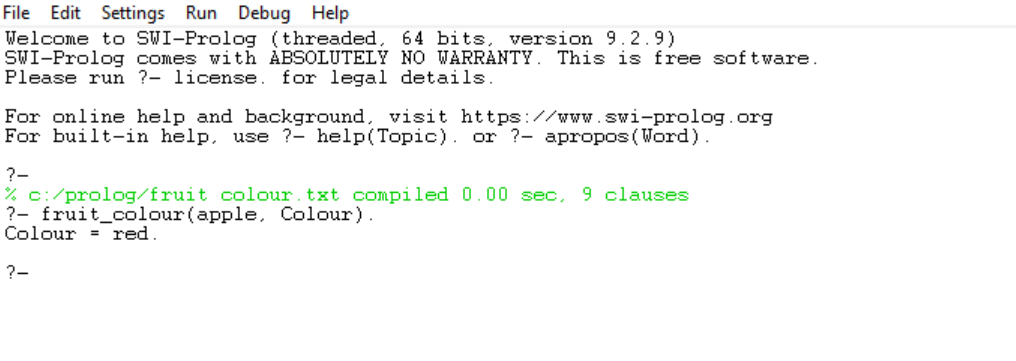 File Edit Settings Run Debug Help
Welcome to SWI-Prolog (threaded, 64 bits, version 9.2.9)
SWI-Prolog comes with ABSOLUTELY NO WARRANTY. This is free software.
Please run ?- license. for legal details.
For online help and background, visit https://www.swi-prolog.org
For built-in help, use ?- help(Topic). or ?- apropos(Word).
?-
% c:/prolog/fruit colour.txt compiled 0.00 sec, 9 clauses
?- fruit_colour(apple, Colour).
Colour = red.
?-